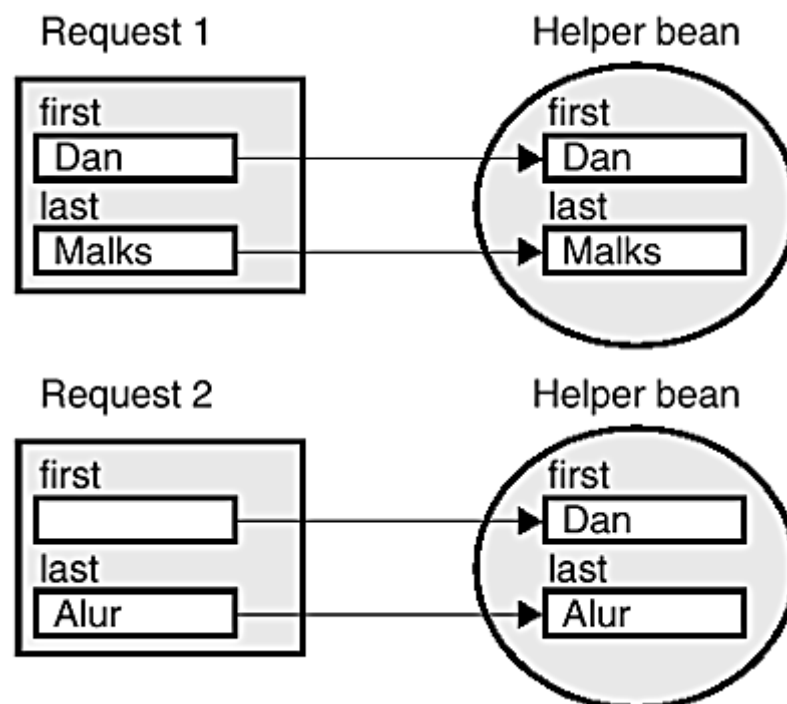 Request 1
Helper bean
first
Dan
last
Malks
first
Dan
last
Malks
Request 2
Helper bean
first
last
Alur
first
Dan
last
Alur